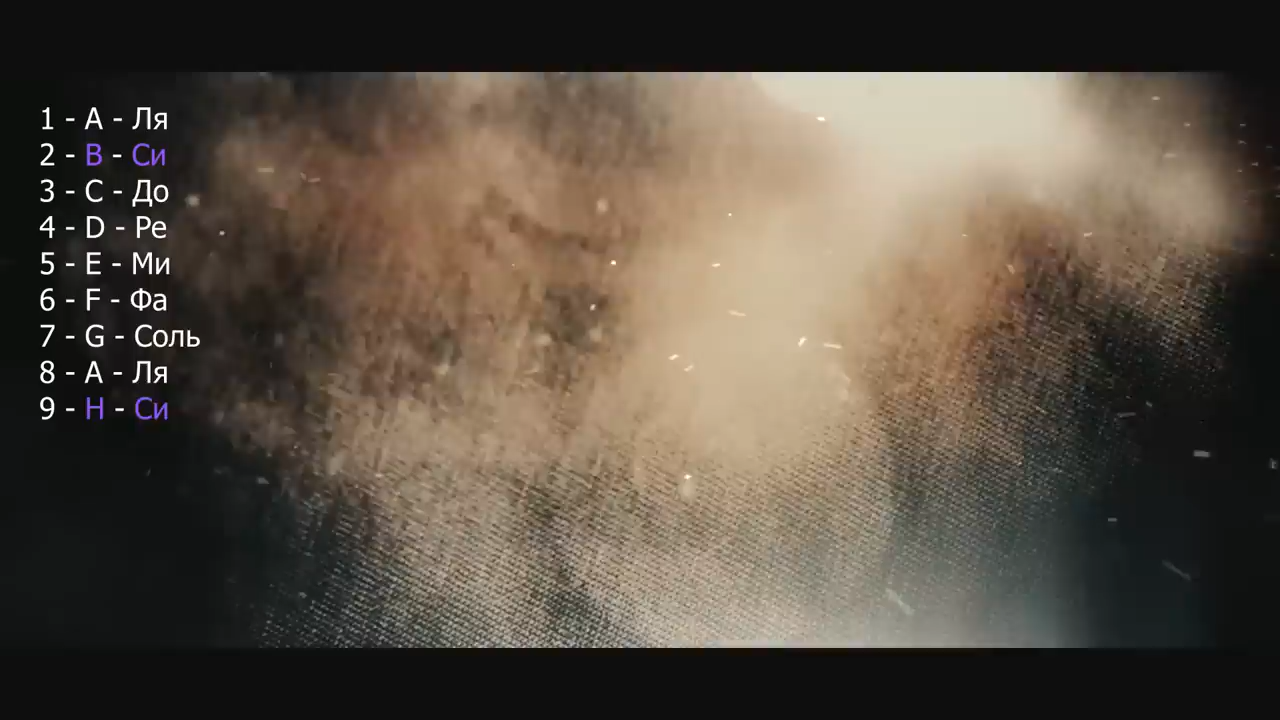 1 - A - Ля
2 - B - Си
3 - C - До
4 - D - Ре
5 - E - Ми
6 - F - Фа
7 - G - Соль
8 - A - Ля
9 - H - Си